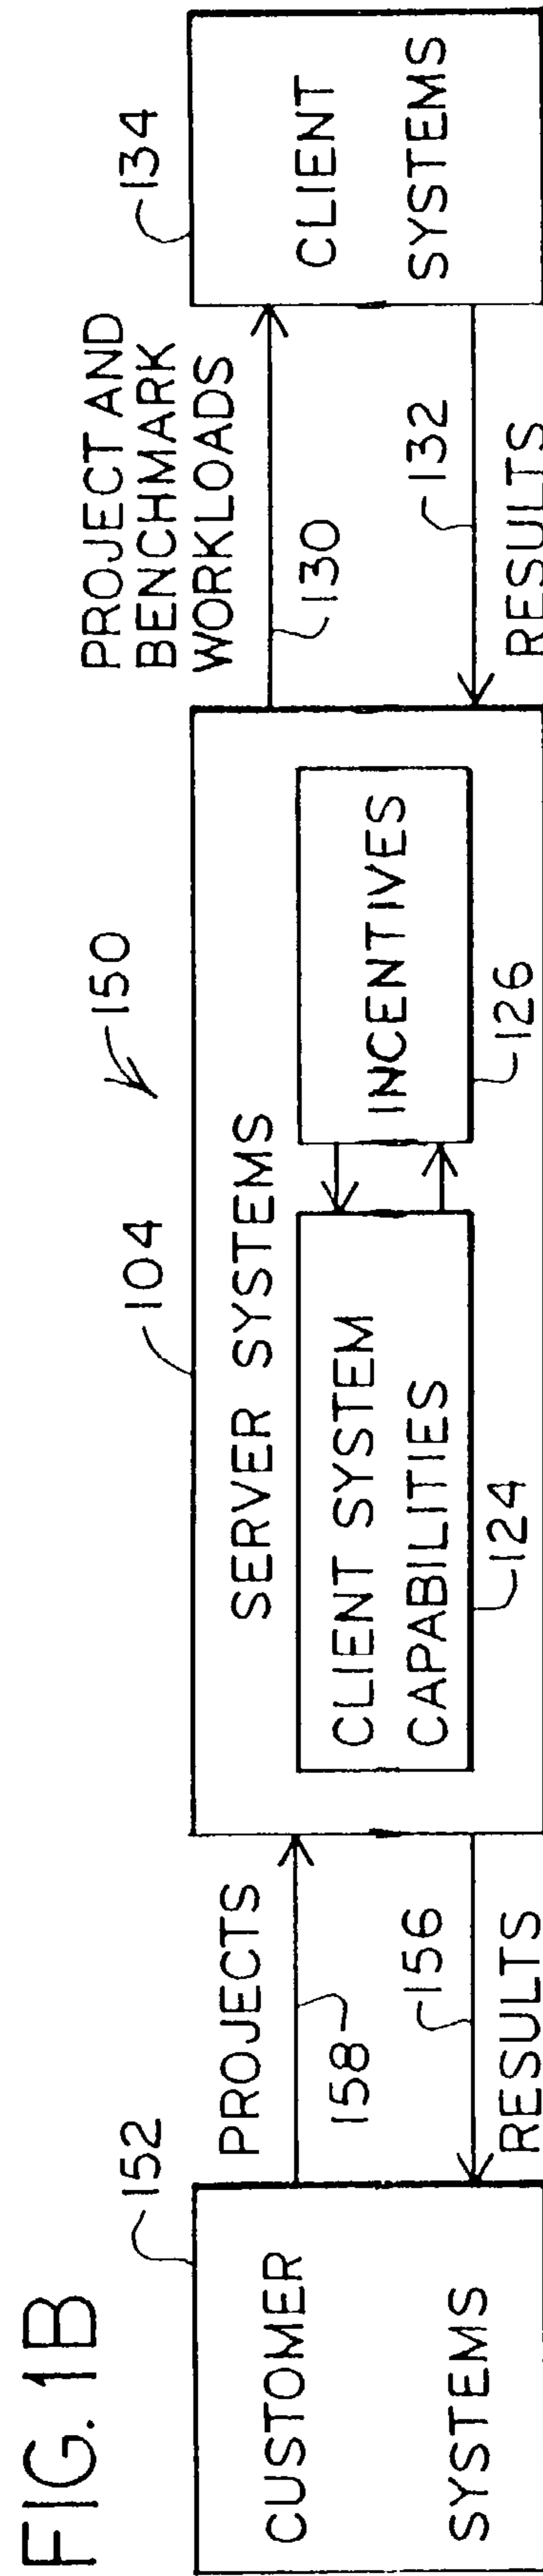 FIG. 1B
152
CUSTOMER
SYSTEMS
PROJECTS
158
156
RESULTS
104
150
SERVER SYSTEMS
CLIENT SYSTEM
CAPABILITIES
124
INCENTIVES
126
PROJECT AND
BENCHMARK
WORKLOADS
130
132
RESULTS
134
CLIENT
SYSTEMS